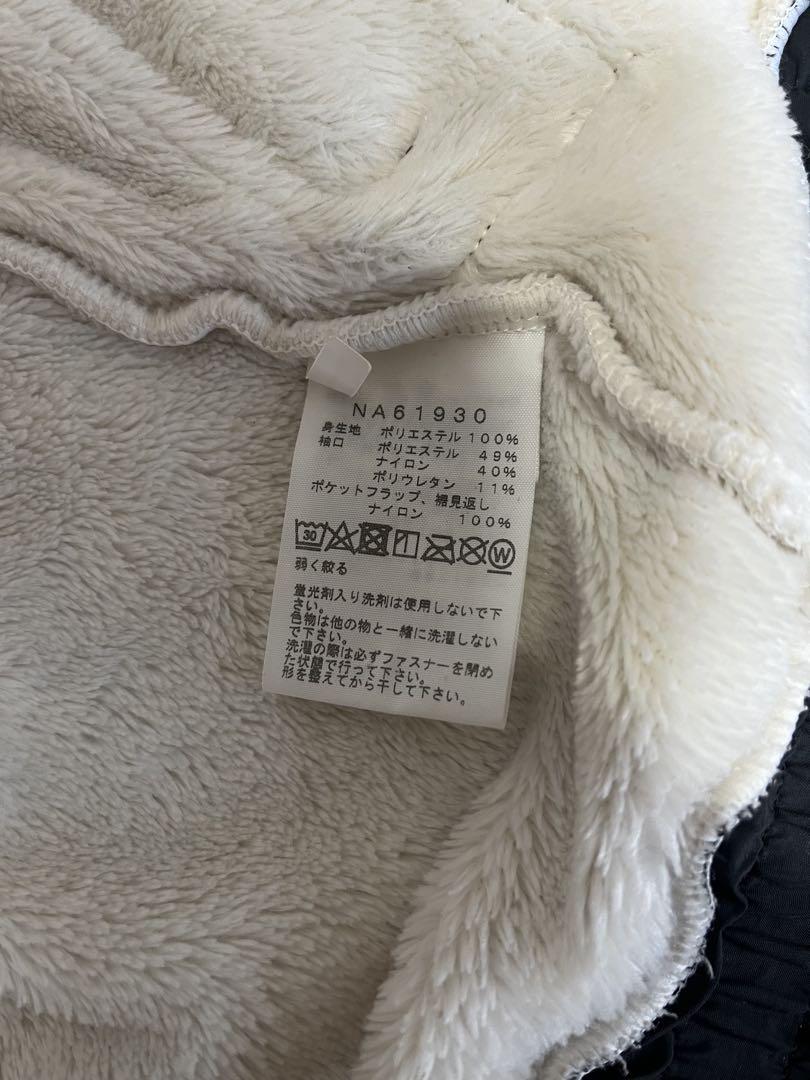 NA61930
身生地 ポリエステル 100%
袖口 ポリエステル 49%
ナイロン 40%
ポリウレタン 11%
ポケットフラップ、裾見返し
ナイロン 100%
30 W
弱く絞る
蛍光剤入り洗剤は使用しないで下
さい。
色物は他の物と一緒に洗濯しない
で下さい。
洗濯の際は必ずファスナーを閉め
た状態で行って下さい。
形を整えてから干して下さい。